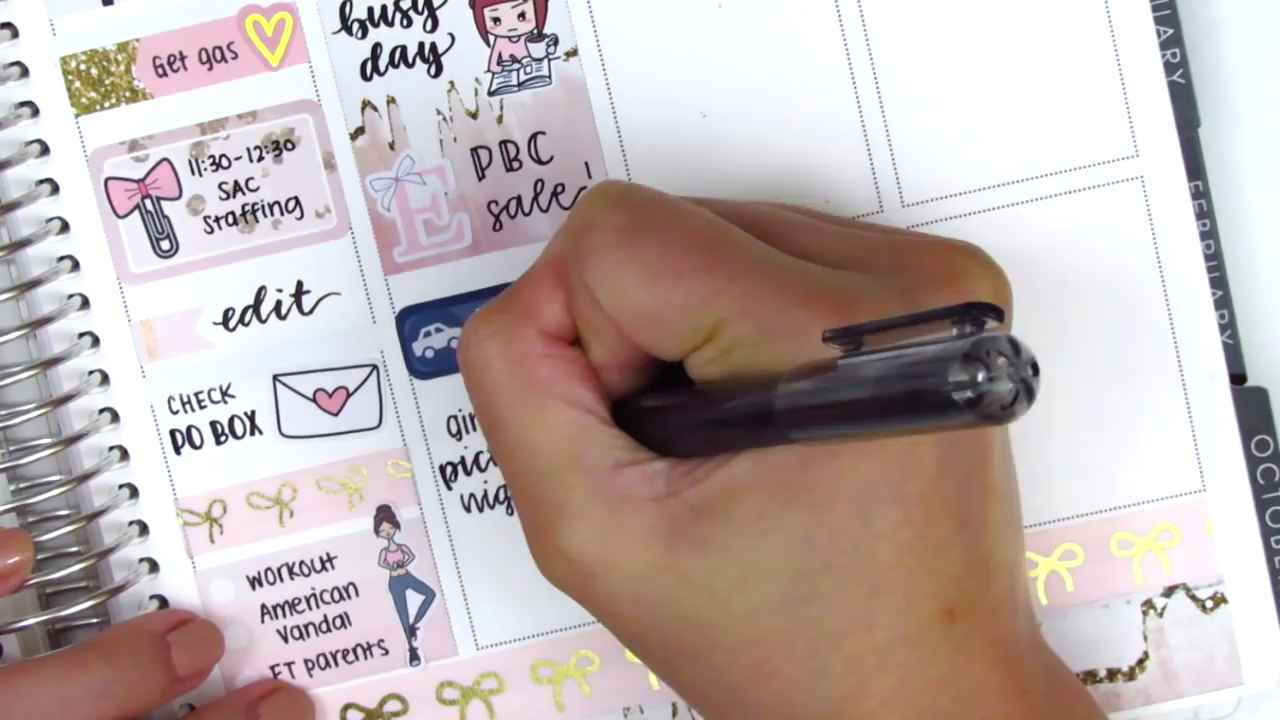 Get gas
11:30-12:30
SAC
Staffing
edit
CHECK
PO BOX
WORKOUT
American
Vandal
FT parents
busy
day
E
PBC
sale
UARY
FEBRUARY